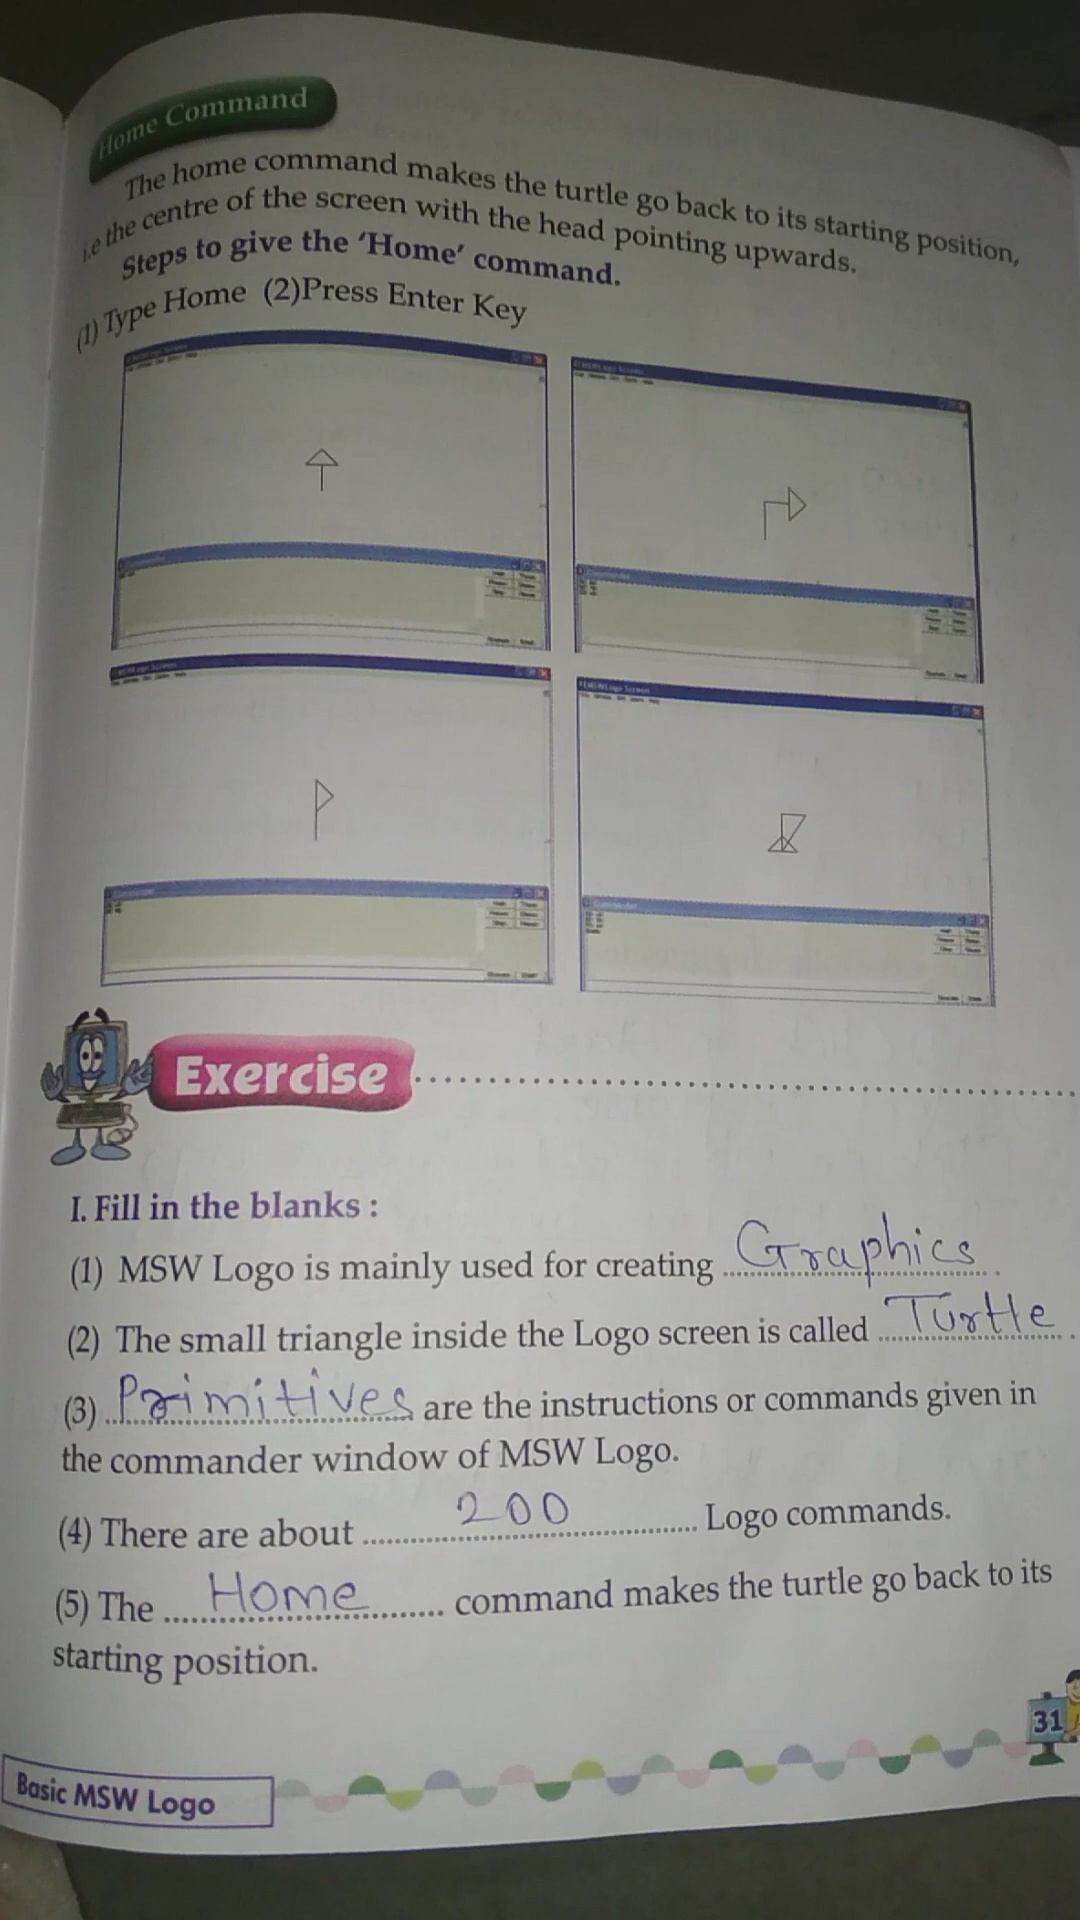 Home Command
The home command makes the turtle go back to its starting position,
i.e the centre of the screen with the head pointing upwards.
Steps to give the ‘Home’ command.
(1) Type Home (2)Press Enter Key
MSWLogo Screen
Commander
Exercise
I. Fill in the blanks :
(1) MSW Logo is mainly used for creating Graphics.
(2) The small triangle inside the Logo screen is called Turtle.
(3) Primitives are the instructions or commands given in
the commander window of MSW Logo.
(4) There are about 200 Logo commands.
(5) The Home command makes the turtle go back to its
starting position.
31
Basic MSW Logo